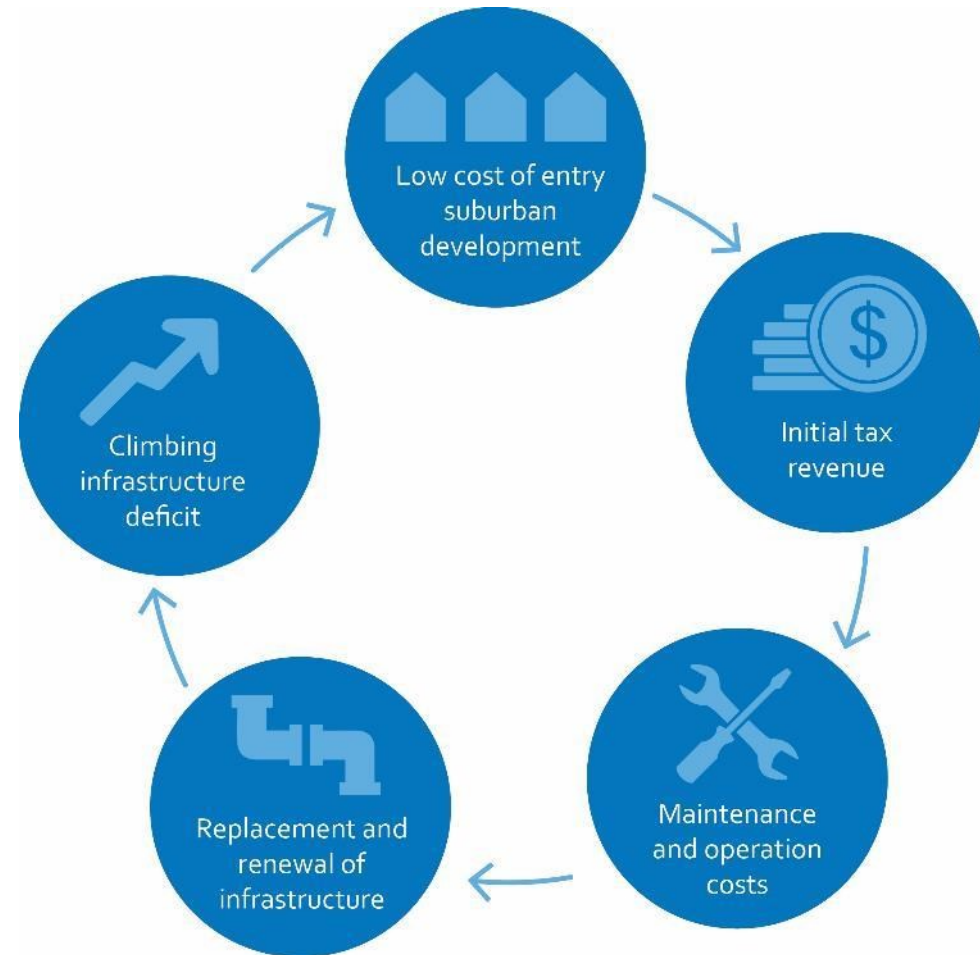 Low cost of entry
suburban
development
$
Initial tax
revenue
Maintenance
and operation
costs
Replacement and
renewal of
infrastructure
Climbing
infrastructure
deficit